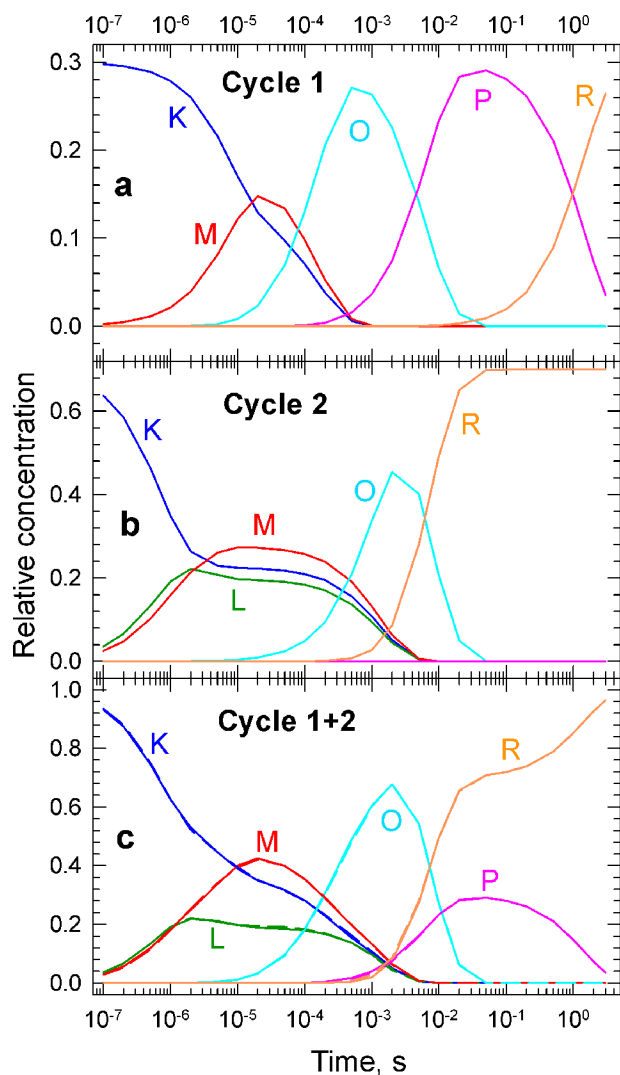 10⁻⁷ 10⁻⁶ 10⁻⁵ 10⁻⁴ 10⁻³ 10⁻² 10⁻¹ 10⁰
0.3
Cycle 1
K
O
P
R
0.2
a
M
0.1
0.0
Relative concentration
0.6
K
Cycle 2
R
O
0.4
b
M
0.2
L
0.0
1.0
Cycle 1+2
K
R
0.8
0.6
c
M
O
0.4
P
0.2
L
0.0
10⁻⁷ 10⁻⁶ 10⁻⁵ 10⁻⁴ 10⁻³ 10⁻² 10⁻¹ 10⁰
Time, s